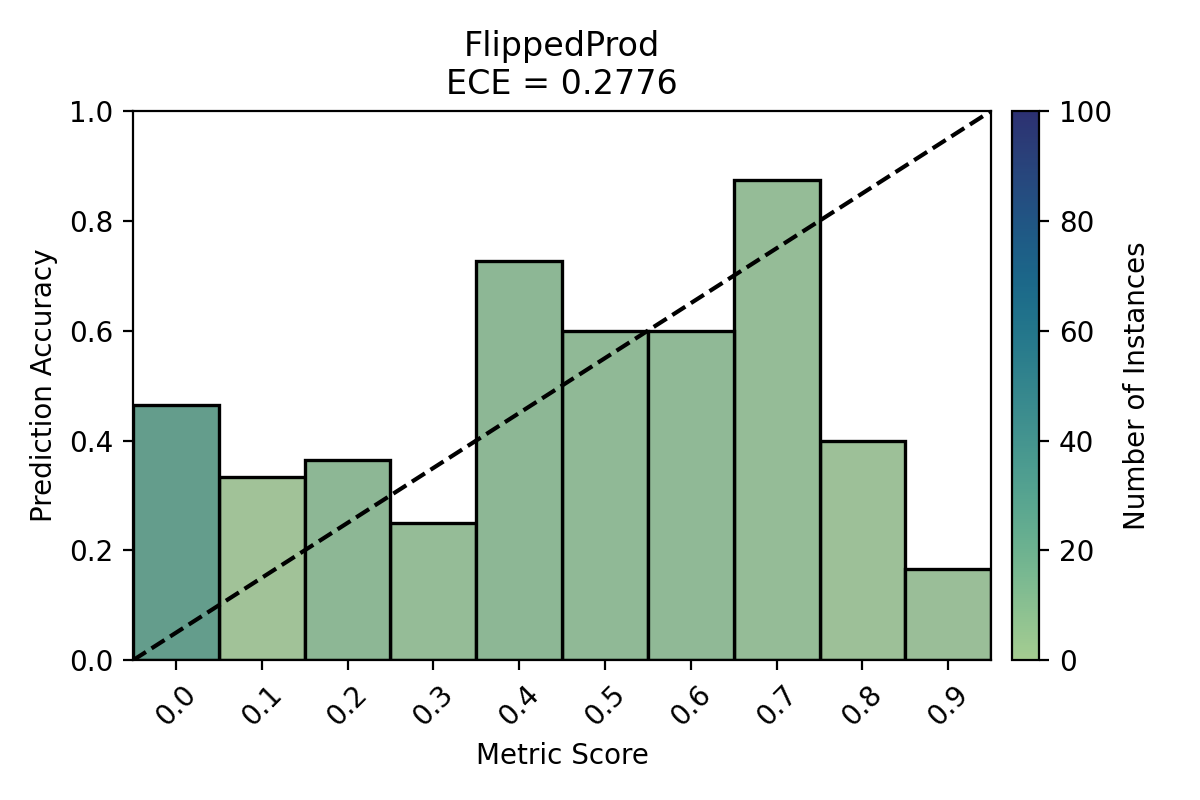 FlippedProd
ECE = 0.2776
1.0
0.8
0.6
0.4
0.2
0.0
Prediction Accuracy
0.0 0.1 0.2 0.3 0.4 0.5 0.6 0.7 0.8 0.9
Metric Score
100
80
60
40
20
0
Number of Instances